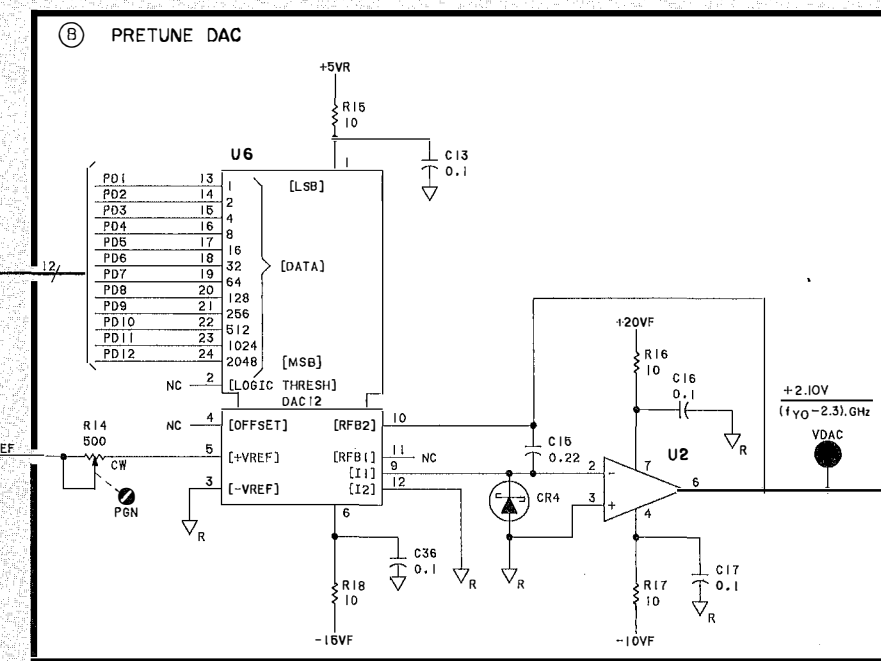 B PRETUNE DAC
+5VR
R15
10
C13
0.1
U6
1
[LSB]
PD1 13 1
PD2 14 2
PD3 15 4
PD4 16 8
PD5 17 16
PD6 18 32
PD7 19 64
PD8 20 128
PD9 21 256
PD10 22 512
PD11 23 1024
PD12 24 2048
12/
[DATA]
[MSB]
NC 2 [LOGIC THRESH]
DAC12
NC 4 [OFFSET] [RFB2] 10
R14
500
CW
PGN
EF
5 [+VREF] [RFB1] 11 NC
[I1] 9
3 [-VREF] [I2] 12
R
6
C36
0.1
R18
10
-15VF
R
C15
0.22
CR4
R
+20VF
R16
10
C16
0.1
R
U2
2 -
3 +
7
6
4
R17
10
C17
0.1
R
-10VF
+2.10V
(fYO-2.3).GHz
VDAC